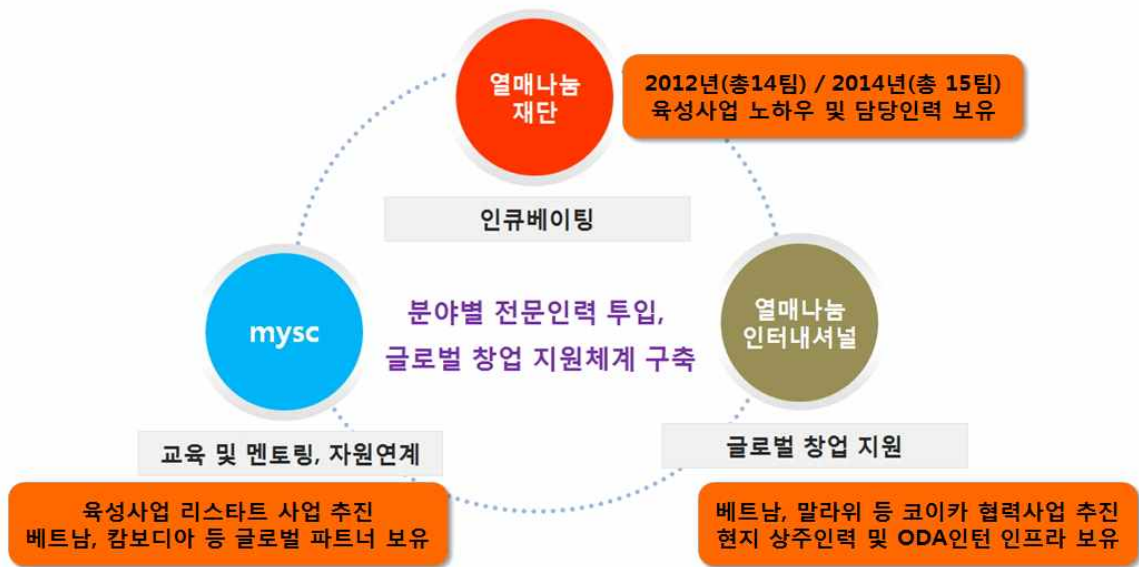 열매나눔
재단
2012년(총14팀) / 2014년(총 15팀)
육성사업 노하우 및 담당인력 보유
인큐베이팅
mysc
분야별 전문인력 투입,
글로벌 창업 지원체계 구축
열매나눔
인터내셔널
교육 및 멘토링, 자원연계
글로벌 창업 지원
육성사업 리스타트 사업 추진
베트남, 캄보디아 등 글로벌 파트너 보유
베트남, 말라위 등 코이카 협력사업 추진
현지 상주인력 및 ODA인턴 인프라 보유